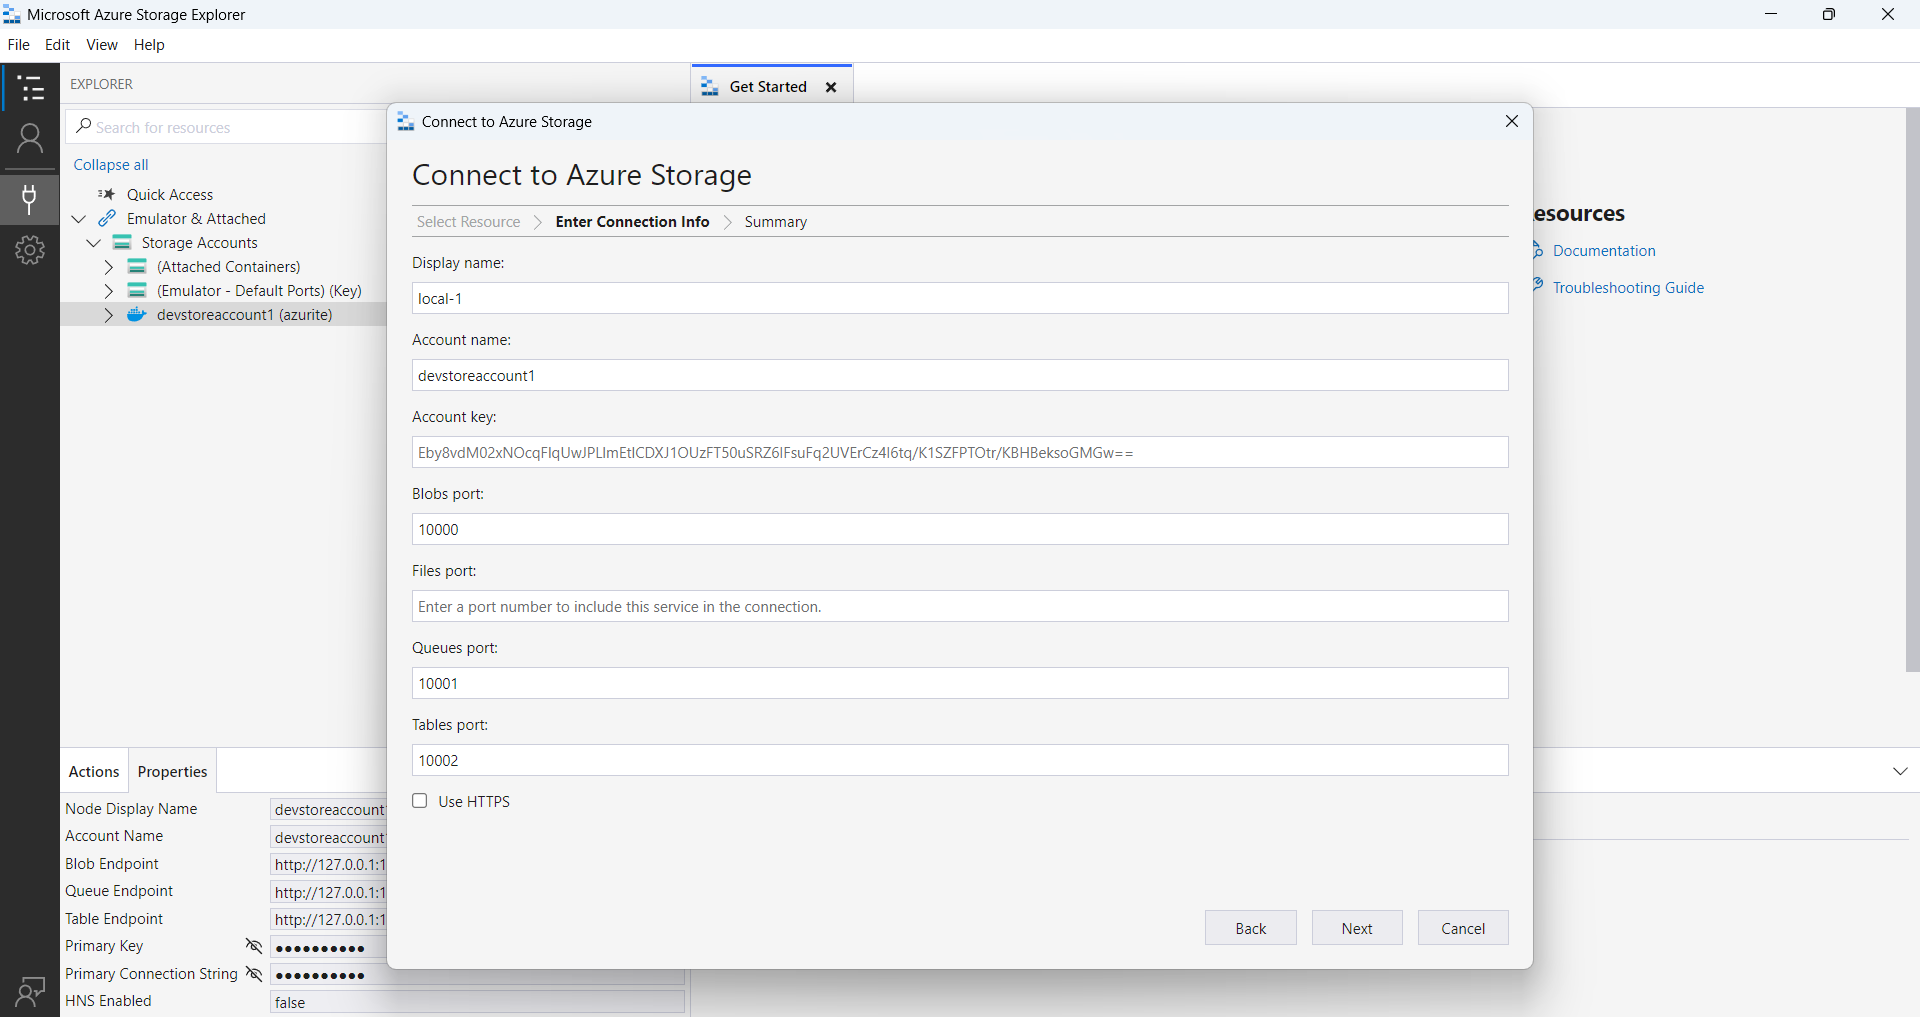 Microsoft Azure Storage Explorer
File Edit View Help
EXPLORER
Search for resources
Collapse all
Quick Access
Emulator & Attached
Storage Accounts
(Attached Containers)
(Emulator - Default Ports) (Key)
devstoreaccount1 (azurite)
Get Started
Connect to Azure Storage
Connect to Azure Storage
Select Resource
Enter Connection Info
Summary
Display name:
local-1
Account name:
devstoreaccount1
Account key:
Eby8vdM02xNOcqFlqUwJPLlmEtlCDXJ1OUzFT50uSRZ6IFsuFq2UVErCz4I6tq/K1SZFPTOtr/KBHBeksoGMGw==
Blobs port:
10000
Files port:
Enter a port number to include this service in the connection.
Queues port:
10001
Tables port:
10002
Use HTTPS
Back
Next
Cancel
esources
Documentation
Troubleshooting Guide
Actions Properties
Node Display Name devstoreaccount
Account Name devstoreaccount
Blob Endpoint http://127.0.0.1:1
Queue Endpoint http://127.0.0.1:1
Table Endpoint http://127.0.0.1:1
Primary Key ●●●●●●●●●●
Primary Connection String ●●●●●●●●●●
HNS Enabled false